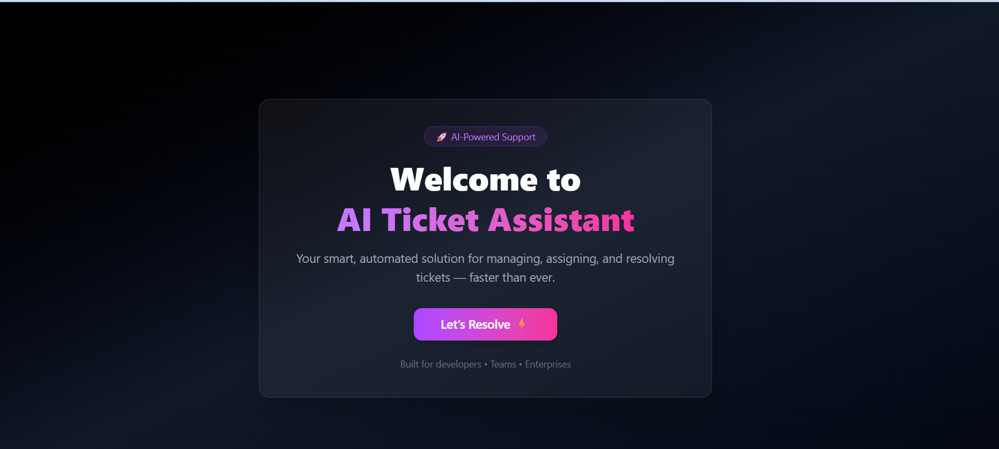 🚀 AI-Powered Support
Welcome to
AI Ticket Assistant
Your smart, automated solution for managing, assigning, and resolving
tickets — faster than ever.
Let’s Resolve ⚡
Built for developers • Teams • Enterprises